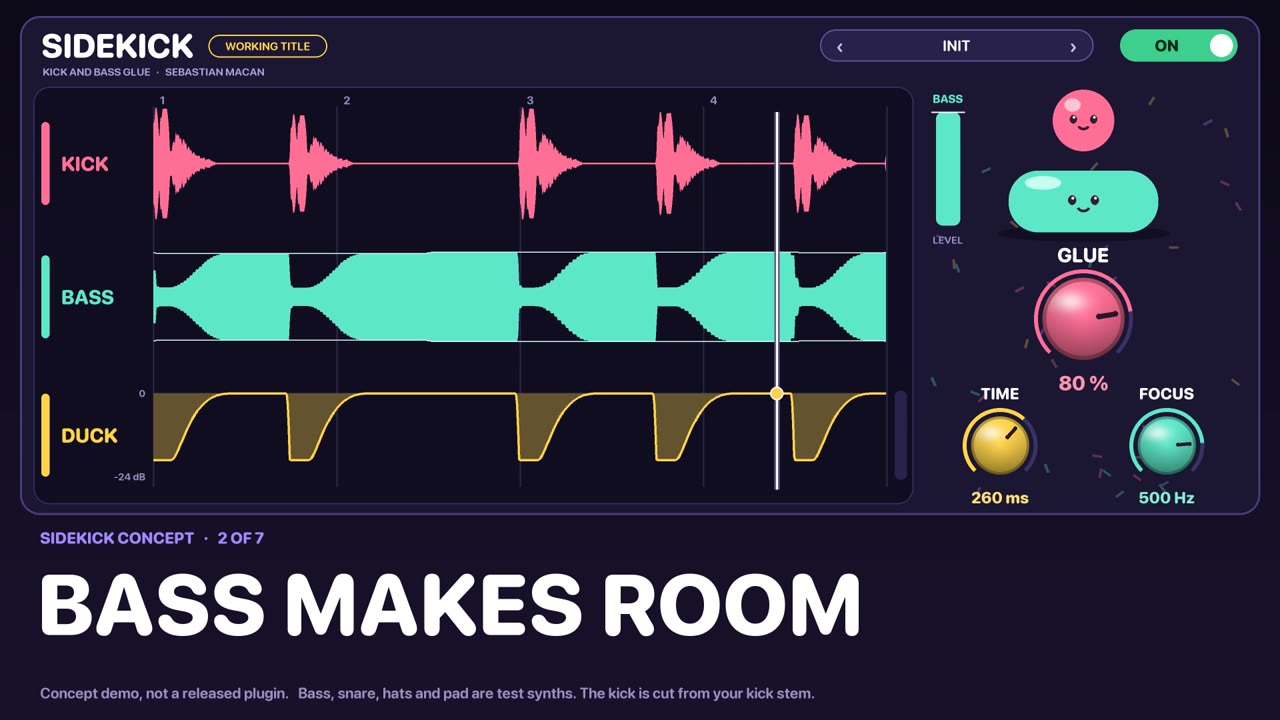 SIDEKICK WORKING TITLE
‹ INIT ›
ON
KICK AND BASS GLUE · SEBASTIAN MACAN
1 2 3 4
KICK
BASS
0
DUCK
-24 dB
BASS
LEVEL
GLUE
80 %
TIME
260 ms
FOCUS
500 Hz
SIDEKICK CONCEPT · 2 OF 7
BASS MAKES ROOM
Concept demo, not a released plugin. Bass, snare, hats and pad are test synths. The kick is cut from your kick stem.